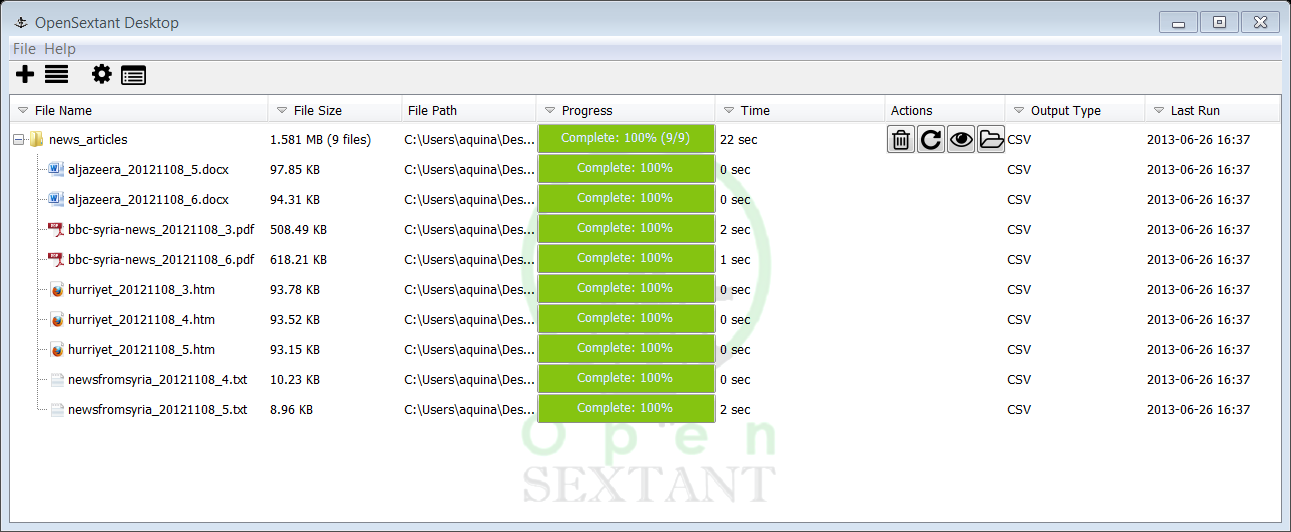 OpenSextant Desktop
File Help
File Name File Size File Path Progress Time Actions Output Type Last Run
news_articles 1.581 MB (9 files) C:\Users\aquina\Des... Complete: 100% (9/9) 22 sec CSV 2013-06-26 16:37
aljazeera_20121108_5.docx 97.85 KB C:\Users\aquina\Des... Complete: 100% 0 sec CSV 2013-06-26 16:37
aljazeera_20121108_6.docx 94.31 KB C:\Users\aquina\Des... Complete: 100% 0 sec CSV 2013-06-26 16:37
bbc-syria-news_20121108_3.pdf 508.49 KB C:\Users\aquina\Des... Complete: 100% 2 sec CSV 2013-06-26 16:37
bbc-syria-news_20121108_6.pdf 618.21 KB C:\Users\aquina\Des... Complete: 100% 1 sec CSV 2013-06-26 16:37
hurriyet_20121108_3.htm 93.78 KB C:\Users\aquina\Des... Complete: 100% 0 sec CSV 2013-06-26 16:37
hurriyet_20121108_4.htm 93.52 KB C:\Users\aquina\Des... Complete: 100% 0 sec CSV 2013-06-26 16:37
hurriyet_20121108_5.htm 93.15 KB C:\Users\aquina\Des... Complete: 100% 0 sec CSV 2013-06-26 16:37
newsfromsyria_20121108_4.txt 10.23 KB C:\Users\aquina\Des... Complete: 100% 0 sec CSV 2013-06-26 16:37
newsfromsyria_20121108_5.txt 8.96 KB C:\Users\aquina\Des... Complete: 100% 2 sec CSV 2013-06-26 16:37
Open
SEXTANT